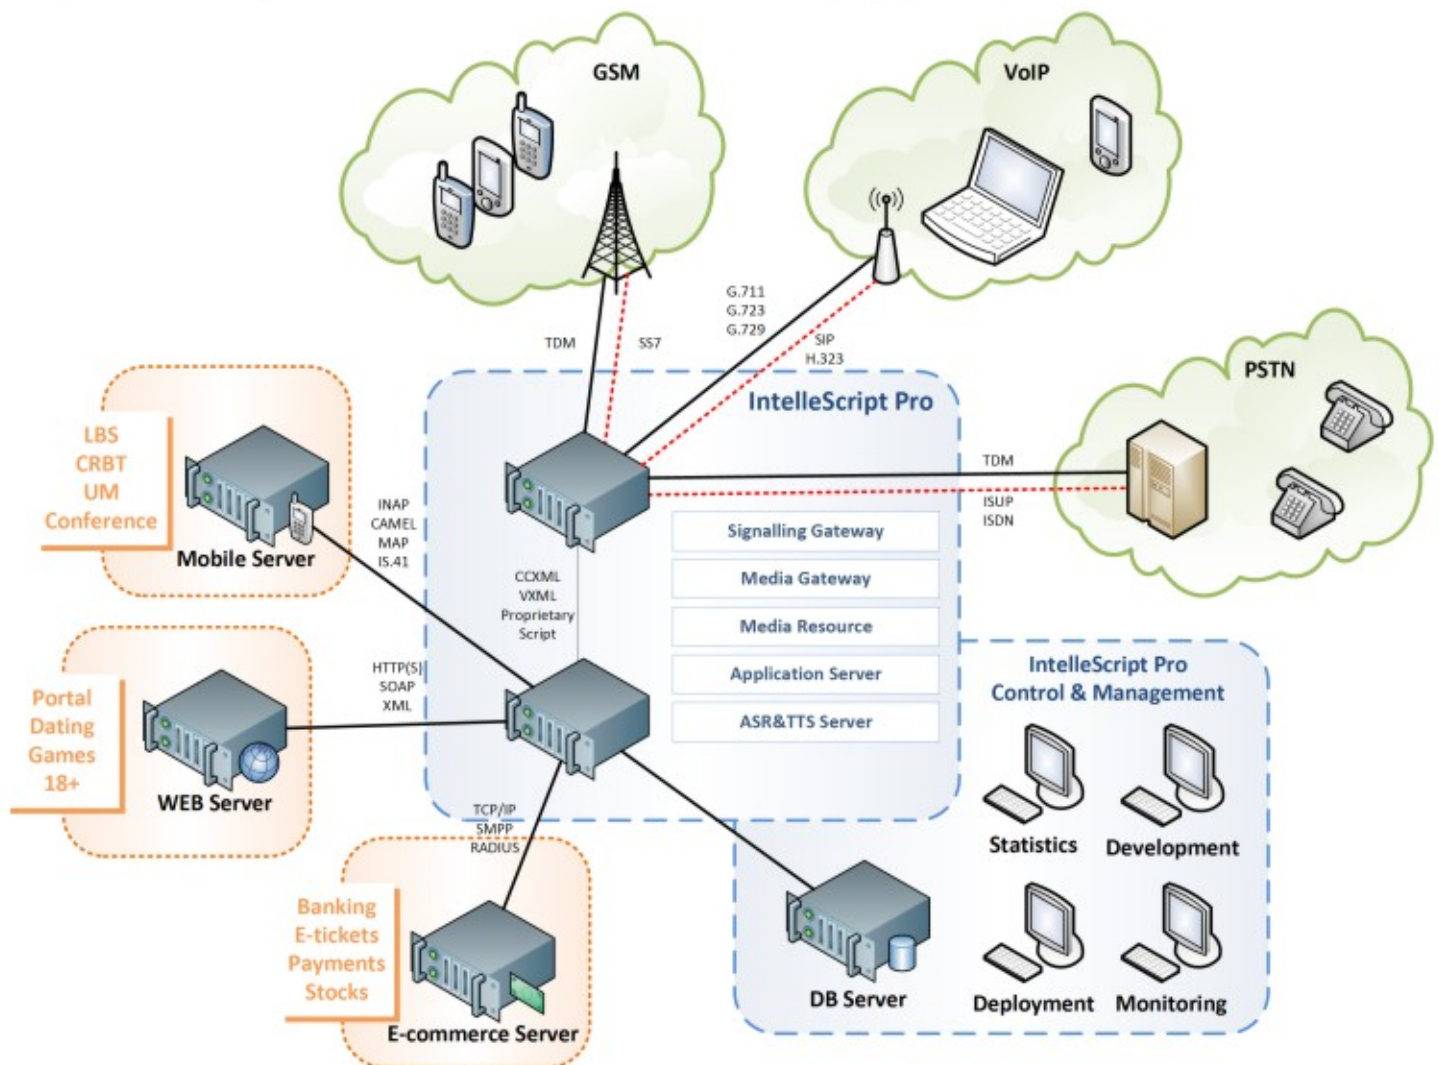 GSM
VoIP
G.711
G.723
G.729
TDM
SS7
SIP
H.323
PSTN
IntelleScript Pro
LBS
CRBT
UM
Conference
Mobile Server
INAP
CAMEL
MAP
IS.41
TDM
ISUP
ISDN
Signalling Gateway
Media Gateway
Media Resource
Application Server
ASR&TTS Server
CCXML
VXML
Proprietary
Script
HTTP(S)
SOAP
XML
Portal
Dating
Games
18+
WEB Server
IntelleScript Pro
Control & Management
Statistics
Development
Deployment
Monitoring
DB Server
TCP/IP
SMPP
RADIUS
Banking
E-tickets
Payments
Stocks
E-commerce Server